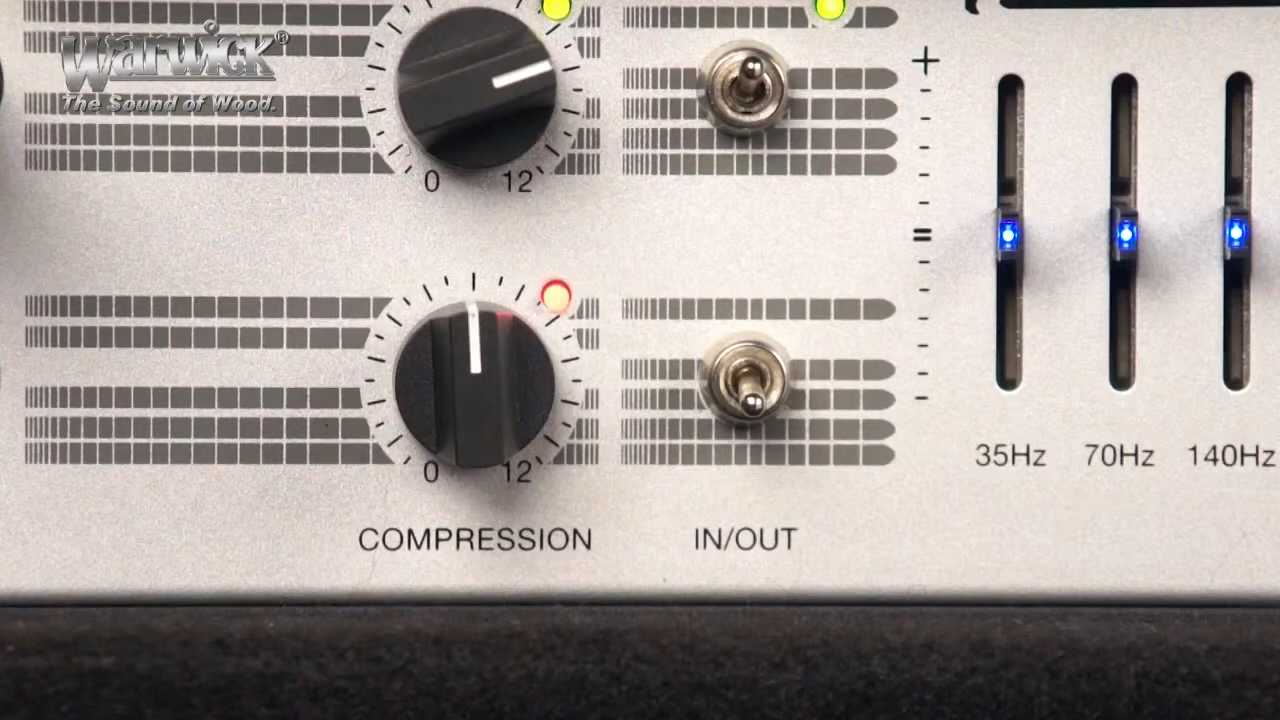 Warwick®
The Sound of Wood.
+
0 12
=
0 12
35Hz 70Hz 140Hz
COMPRESSION IN/OUT